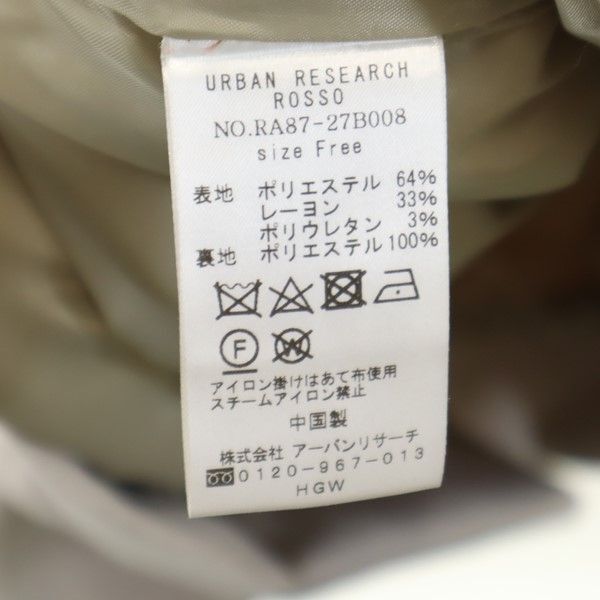 URBAN RESEARCH
ROSSO
NO.RA87-27B008
size Free
表地 ポリエステル 64%
レーヨン 33%
ポリウレタン 3%
裏地 ポリエステル 100%
F W
アイロン掛けはあて布使用
スチームアイロン禁止
中国製
株式会社 アーバンリサーチ
0120-967-013
HGW